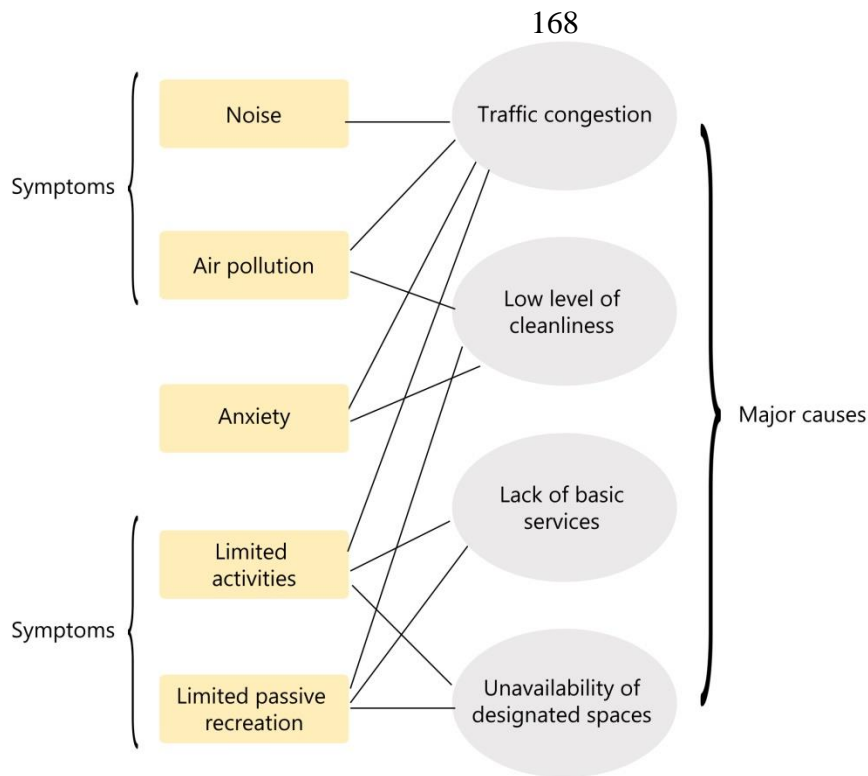 168
Noise
Traffic congestion
Symptoms
Air pollution
Low level of
cleanliness
Anxiety
Major causes
Lack of basic
services
Limited
activities
Symptoms
Limited passive
recreation
Unavailability of
designated spaces